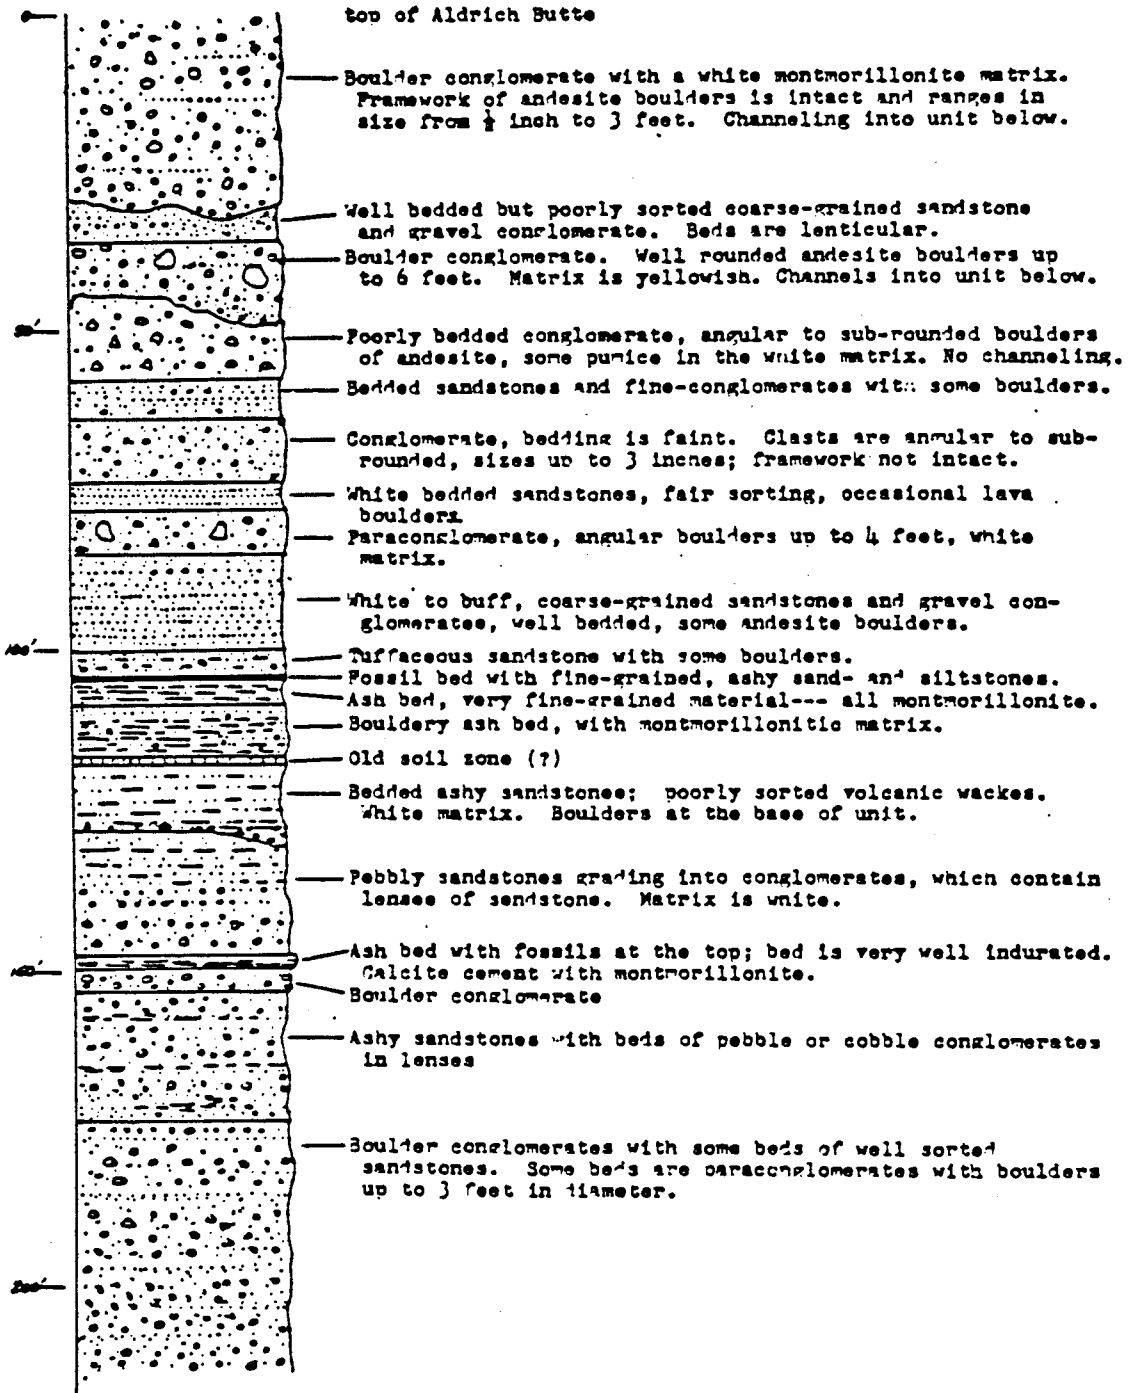 0
top of Aldrich Butte
Boulder conglomerate with a white montmorillonite matrix.
Framework of andesite boulders is intact and ranges in
size from ½ inch to 3 feet. Channeling into unit below.
Well bedded but poorly sorted coarse-grained sandstone
and gravel conglomerate. Beds are lenticular.
Boulder conglomerate. Well rounded andesite boulders up
to 6 feet. Matrix is yellowish. Channels into unit below.
50'
Poorly bedded conglomerate, angular to sub-rounded boulders
of andesite, some pumice in the white matrix. No channeling.
Bedded sandstones and fine-conglomerates with some boulders.
Conglomerate, bedding is faint. Clasts are angular to sub-
rounded, sizes up to 3 inches; framework not intact.
White bedded sandstones, fair sorting, occasional lava
boulders.
Paraconglomerate, angular boulders up to 4 feet, white
matrix.
White to buff, coarse-grained sandstones and gravel con-
glomerates, well bedded, some andesite boulders.
100'
Tuffaceous sandstone with some boulders.
Fossil bed with fine-grained, ashy sand- and siltstones.
Ash bed, very fine-grained material--- all montmorillonite.
Bouldery ash bed, with montmorillonitic matrix.
Old soil zone (?)
Bedded ashy sandstones; poorly sorted volcanic wackes.
White matrix. Boulders at the base of unit.
Pebbly sandstones grading into conglomerates, which contain
lenses of sandstone. Matrix is white.
Ash bed with fossils at the top; bed is very well indurated.
150'
Calcite cement with montmorillonite.
Boulder conglomerate
Ashy sandstones with beds of pebble or cobble conglomerates
in lenses
Boulder conglomerates with some beds of well sorted
sandstones. Some beds are paraconglomerates with boulders
up to 3 feet in diameter.
200'